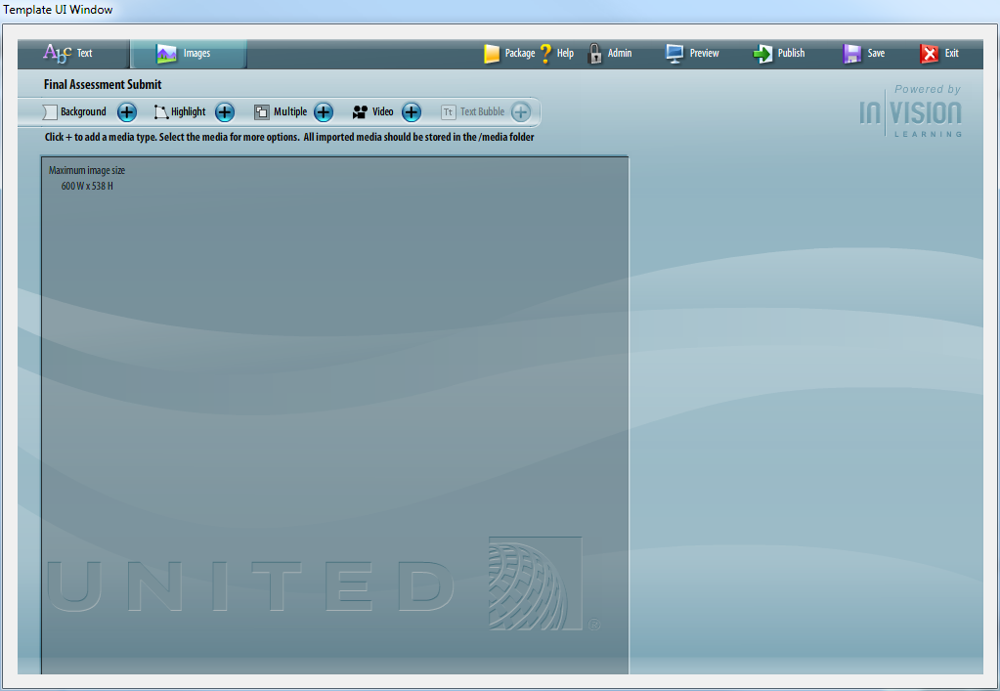 Template UI Window
Abc Text Images Package ? Help Admin Preview Publish Save Exit
Final Assessment Submit
Powered by
IN VISION
LEARNING
Background Highlight Multiple Video Tt Text Bubble
Click + to add a media type. Select the media for more options. All imported media should be stored in the /media folder
Maximum image size
600 W x 538 H
UNITED ®